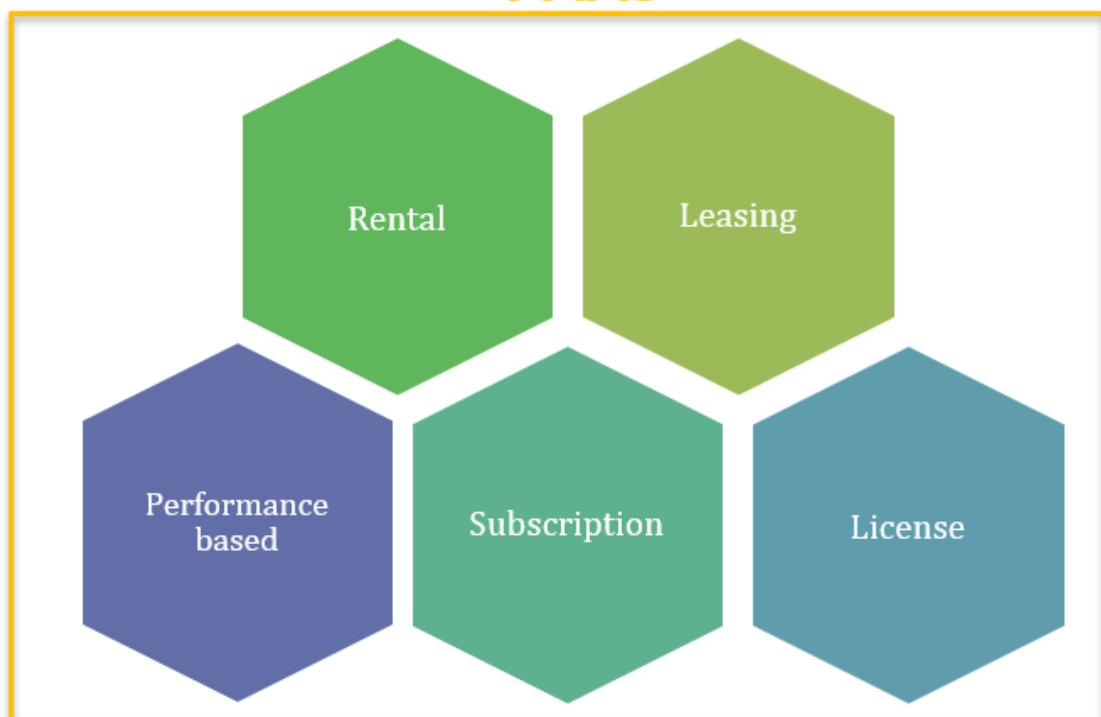 Rental
Leasing
Performance
based
Subscription
License